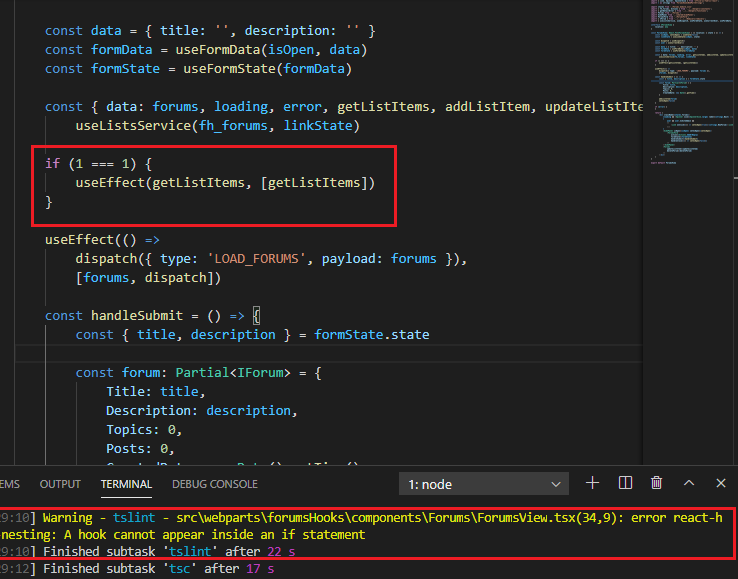 const data = { title: '', description: '' }
const formData = useFormData(isOpen, data)
const formState = useFormState(formData)
const { data: forums, loading, error, getListItems, addListItem, updateListIte
useListsService(fh_forums, linkState)
if (1 === 1) {
useEffect(getListItems, [getListItems])
}
useEffect(() =>
dispatch({ type: 'LOAD_FORUMS', payload: forums }),
[forums, dispatch])
const handleSubmit = () => {
const { title, description } = formState.state
const forum: Partial<IForum> = {
Title: title,
Description: description,
Topics: 0,
Posts: 0,
EMS OUTPUT TERMINAL DEBUG CONSOLE 1: node
29:10] Warning - tslint - src\webparts\forumsHooks\components\Forums\ForumsView.tsx(34,9): error react-h
nesting: A hook cannot appear inside an if statement
29:10] Finished subtask 'tslint' after 22 s
29:12] Finished subtask 'tsc' after 17 s